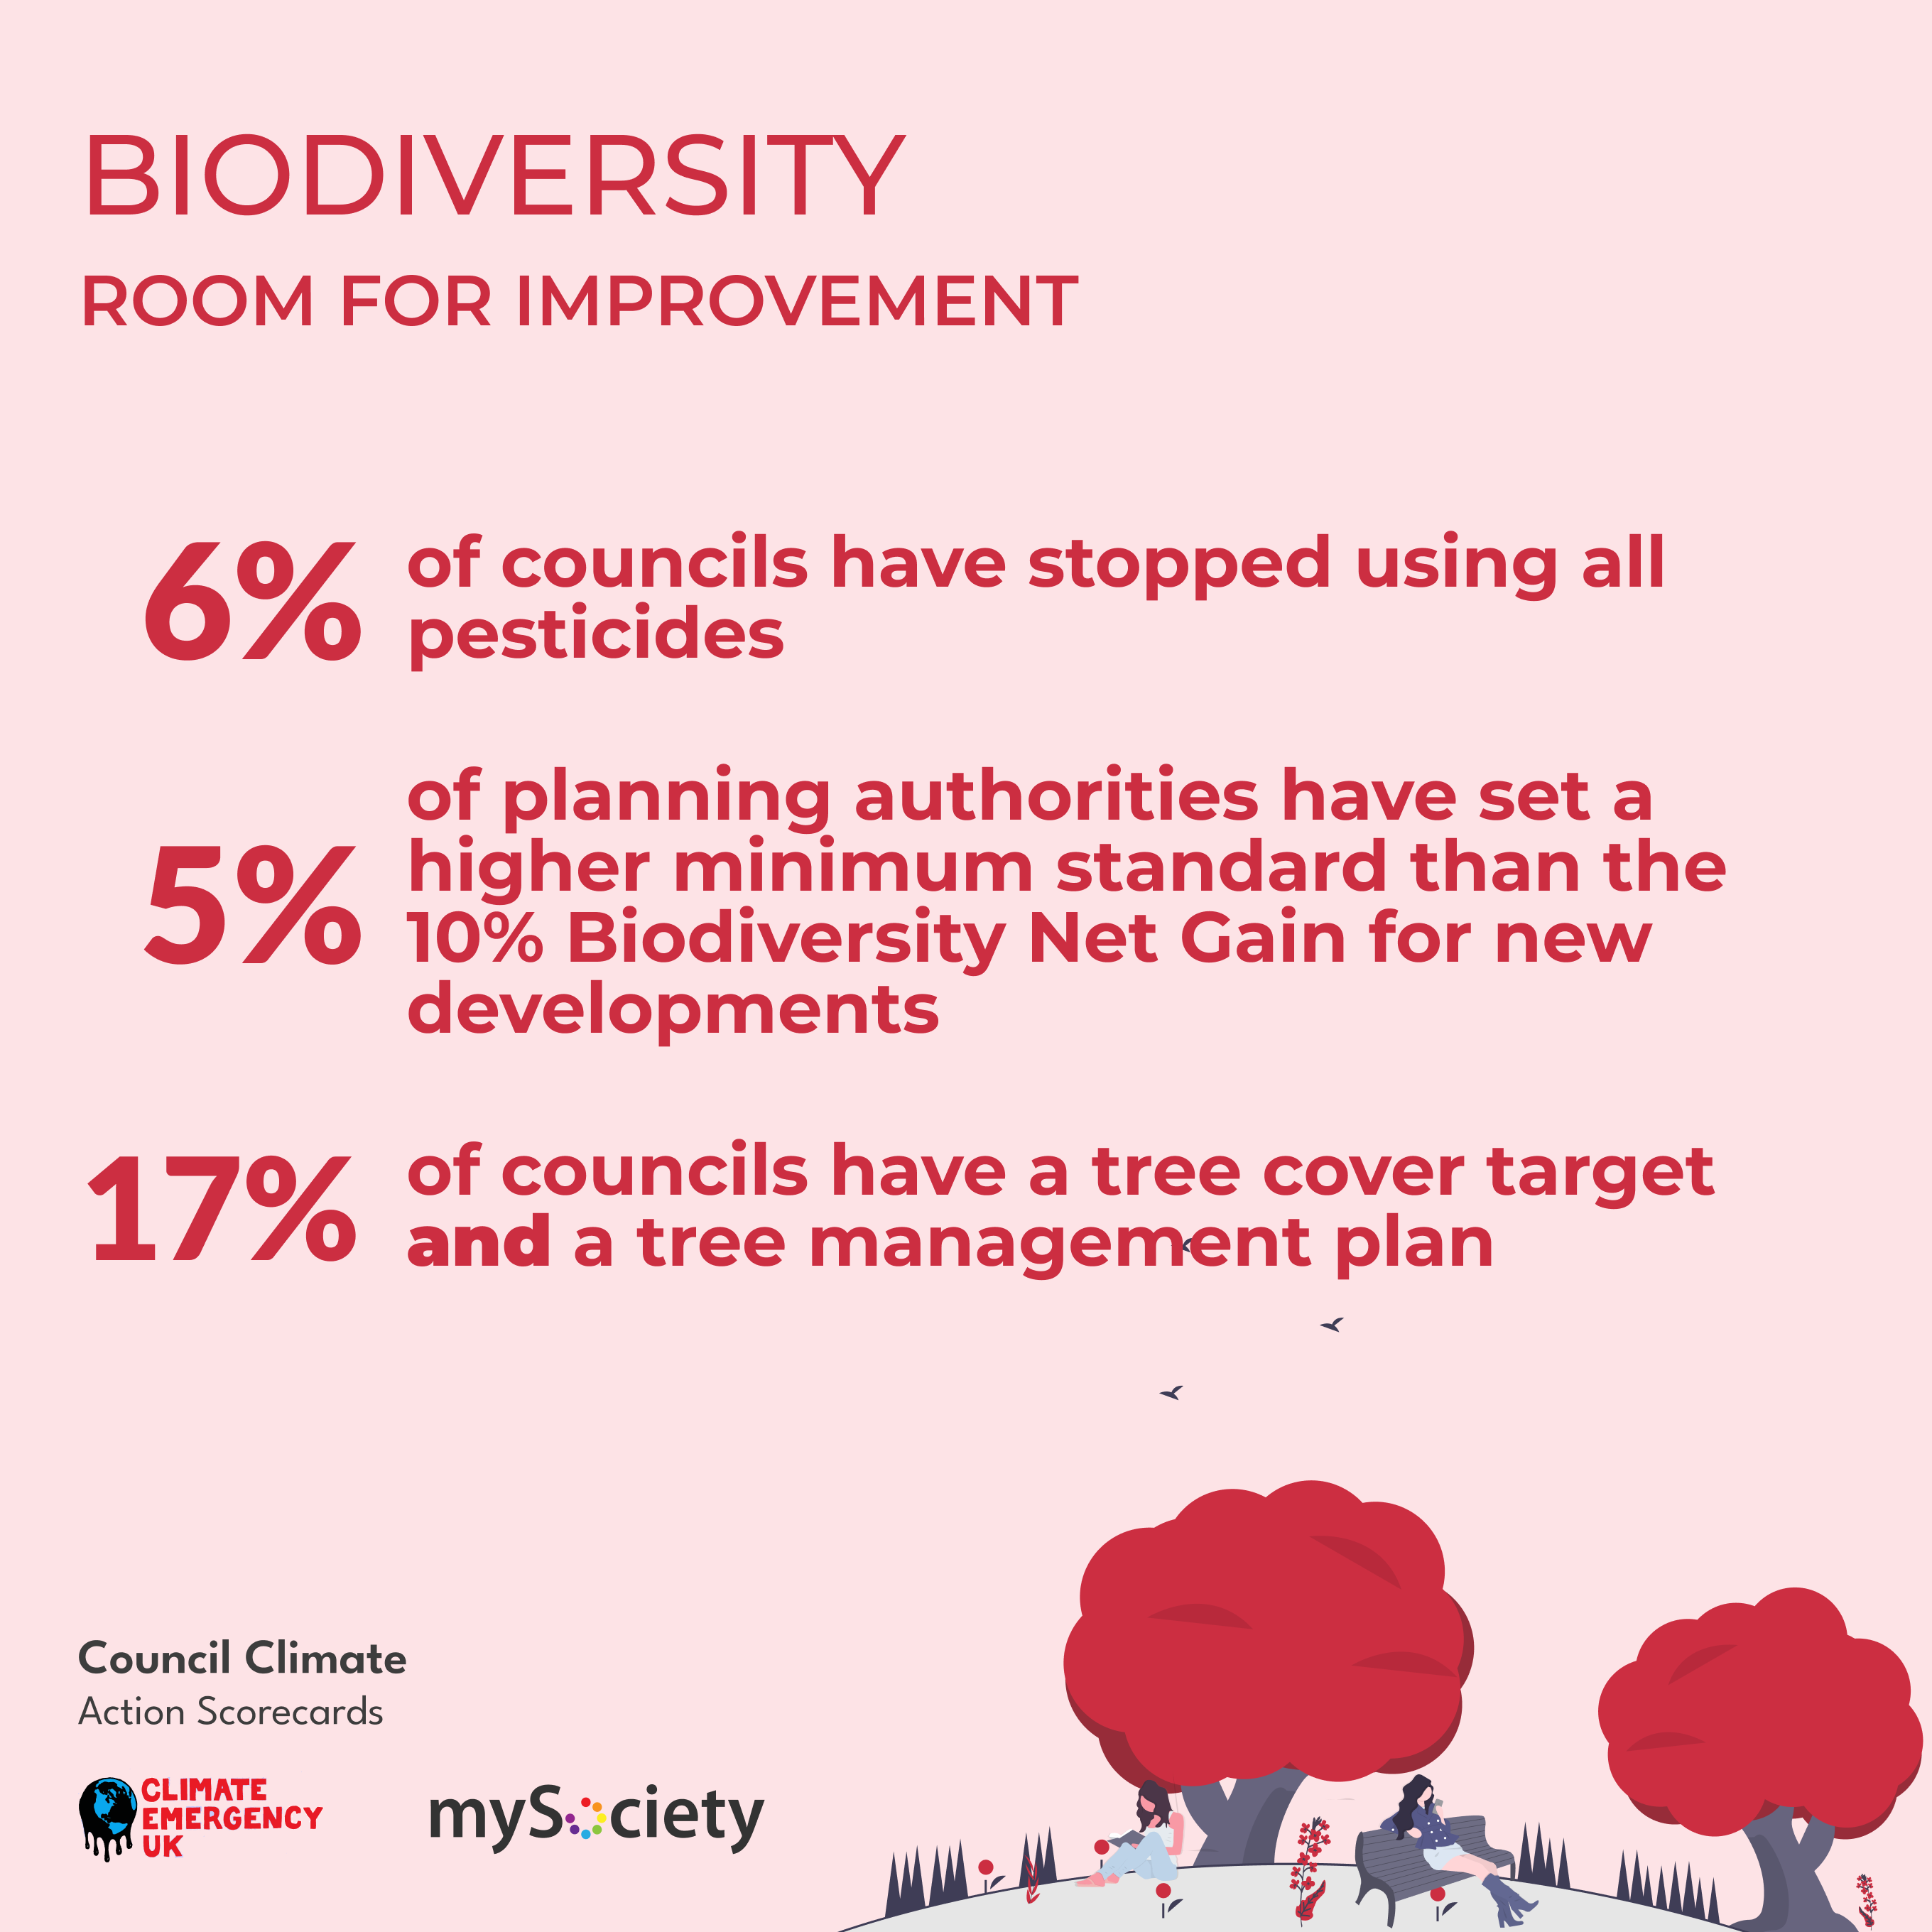 BIODIVERSITY
ROOM FOR IMPROVEMENT
6% of councils have stopped using all
pesticides
5% of planning authorities have set a
higher minimum standard than the
10% Biodiversity Net Gain for new
developments
17% of councils have a tree cover target
and a tree management plan
Council Climate
Action Scorecards
CLIMATE
EMERGENCY
UK
mySociety